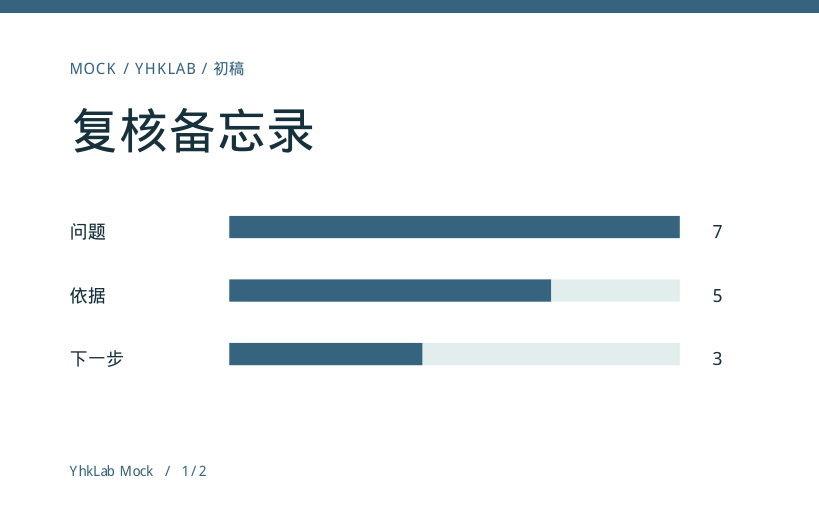 MOCK / YHKLAB / 初稿
复核备忘录
问题 7
依据 5
下一步 3
YhkLab Mock / 1/2